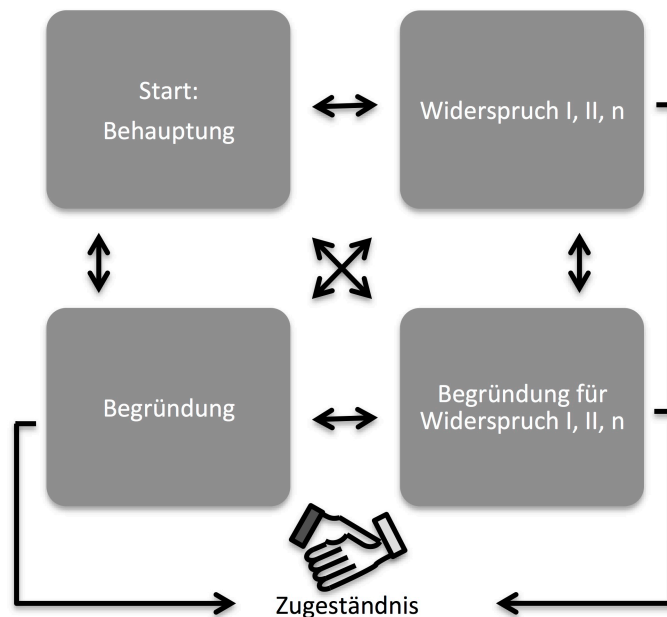 Start:
Behauptung
Widerspruch I, II, n
Begründung
Begründung für
Widerspruch I, II, n
Zugeständnis